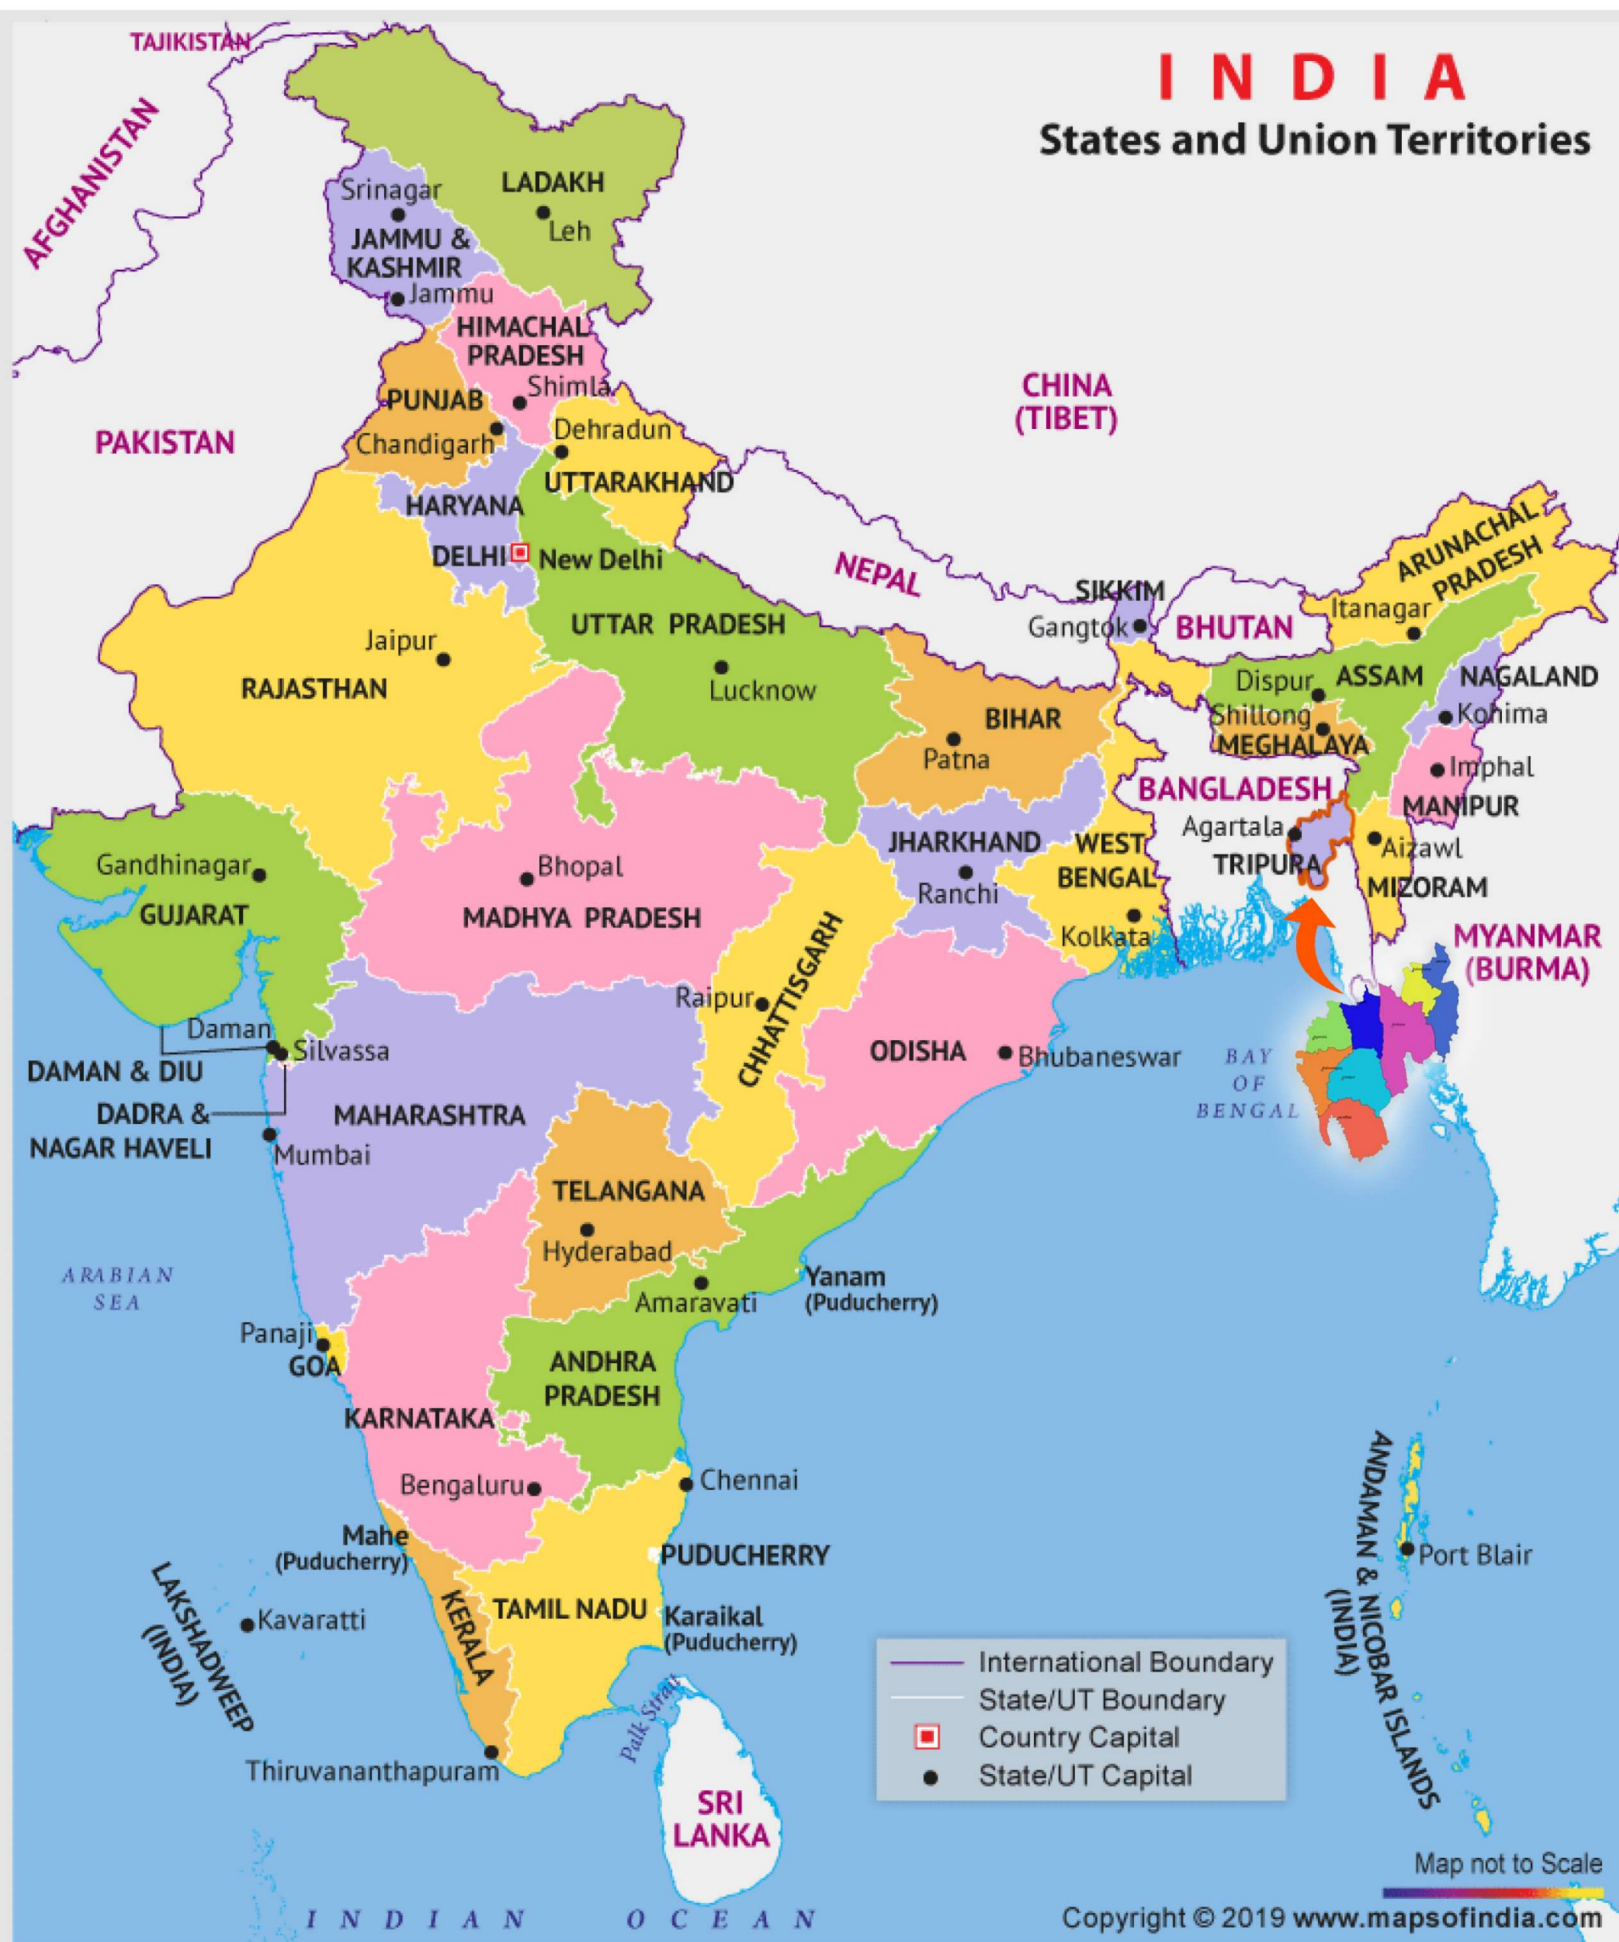 INDIA
States and Union Territories
TAJIKISTAN
AFGHANISTAN
PAKISTAN
CHINA
(TIBET)
NEPAL
BHUTAN
BANGLADESH
MYANMAR
(BURMA)
SRI
LANKA
LADAKH
Leh
Srinagar
JAMMU &
KASHMIR
Jammu
HIMACHAL
PRADESH
Shimla
PUNJAB
Chandigarh
Dehradun
UTTARAKHAND
HARYANA
DELHI
New Delhi
UTTAR PRADESH
Lucknow
Jaipur
RAJASTHAN
SIKKIM
Gangtok
ARUNACHAL
PRADESH
Itanagar
Dispur
ASSAM
NAGALAND
Kohima
Shillong
MEGHALAYA
Imphal
MANIPUR
Agartala
TRIPURA
Aizawl
MIZORAM
BIHAR
Patna
JHARKHAND
Ranchi
WEST
BENGAL
Kolkata
Gandhinagar
GUJARAT
Bhopal
MADHYA PRADESH
CHHATTISGARH
Raipur
ODISHA
Bhubaneswar
Daman
Silvassa
DAMAN & DIU
DADRA &
NAGAR HAVELI
MAHARASHTRA
Mumbai
TELANGANA
Hyderabad
Amaravati
Yanam
(Puducherry)
Panaji
GOA
ANDHRA
PRADESH
KARNATAKA
Bengaluru
Chennai
Mahe
(Puducherry)
PUDUCHERRY
KERALA
TAMIL NADU
Karaikal
(Puducherry)
LAKSHADWEEP
(INDIA)
Kavaratti
Thiruvananthapuram
Palk Strait
ANDAMAN & NICOBAR ISLANDS
(INDIA)
Port Blair
BAY
OF
BENGAL
ARABIAN
SEA
INDIAN OCEAN
International Boundary
State/UT Boundary
Country Capital
State/UT Capital
Map not to Scale
Copyright © 2019 www.mapsofindia.com